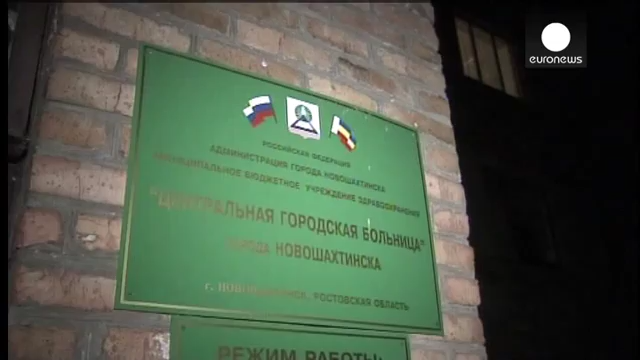 euronews
РОССИЙСКАЯ ФЕДЕРАЦИЯ
АДМИНИСТРАЦИЯ ГОРОДА НОВОШАХТИНСКА
МУНИЦИПАЛЬНОЕ БЮДЖЕТНОЕ УЧРЕЖДЕНИЕ ЗДРАВООХРАНЕНИЯ
"ЦЕНТРАЛЬНАЯ ГОРОДСКАЯ БОЛЬНИЦА"
ГОРОДА НОВОШАХТИНСКА
г. НОВОШАХТИНСК, РОСТОВСКАЯ ОБЛАСТЬ
РЕЖИМ РАБОТЫ: